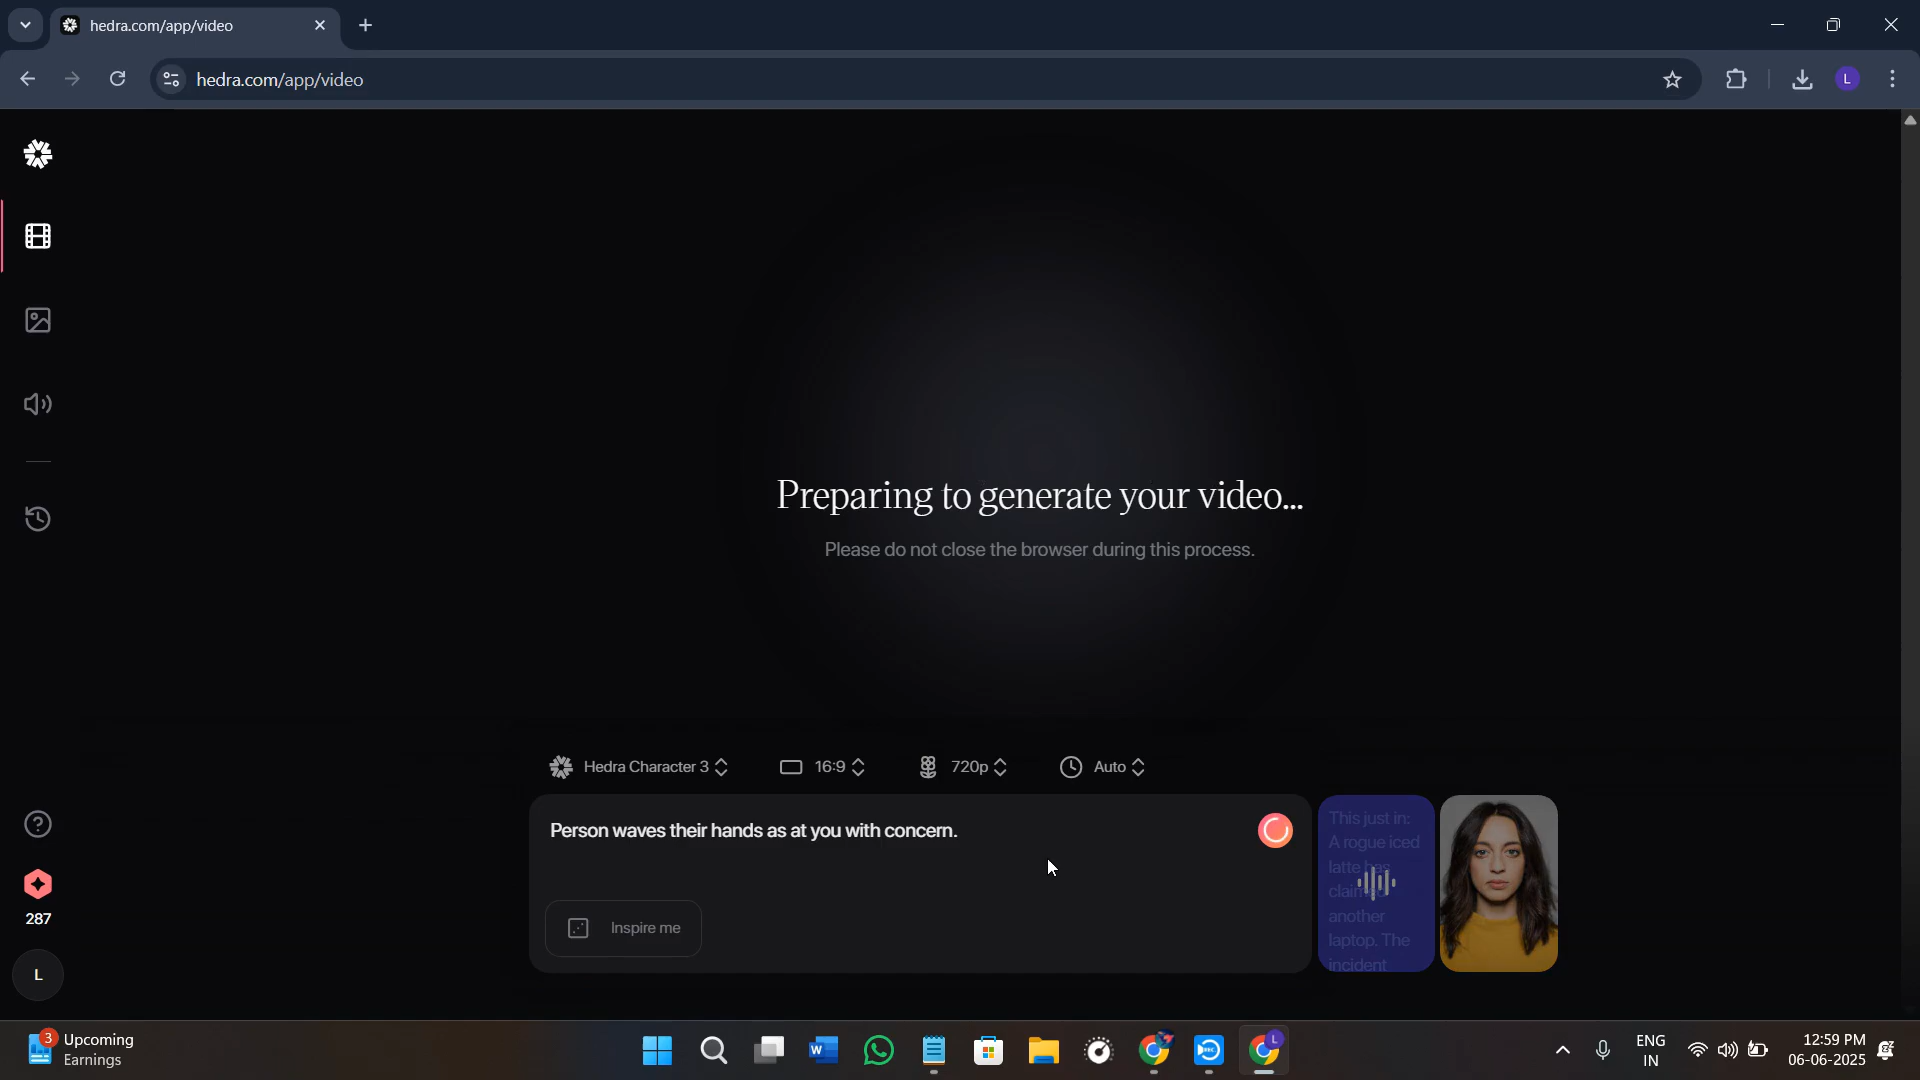 hedra.com/app/video
hedra.com/app/video
L
Preparing to generate your video...
Please do not close the browser during this process.
Hedra Character 3
16:9
720p
Auto
Person waves their hands as at you with concern.
Inspire me
This just in:
A rogue iced
latte has
another
laptop. The
incident
287
L
3
Upcoming
Earnings
W
L
ENG
IN
12:59 PM
06-06-2025